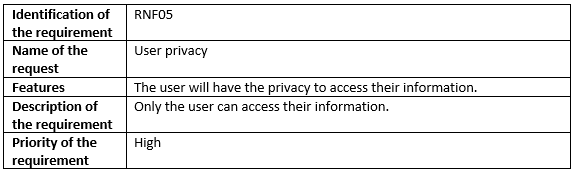 Identification of RNF05
the requirement
Name of the User privacy
request
Features The user will have the privacy to access their information.
Description of Only the user can access their information.
the requirement
Priority of the High
requirement